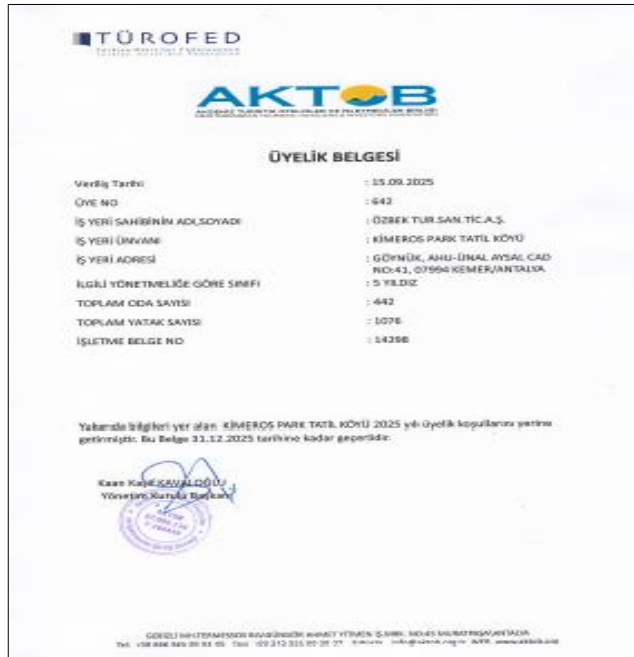 TÜROFED
AKTOB
ÜYELİK BELGESİ
Veriliş Tarihi : 15.09.2025
ÜYE NO : 642
İŞ YERİ SAHİBİNİN ADI,SOYADI : ÖZBEK TUR.SAN.TİC.A.Ş.
İŞ YERİ ÜNVANI : KİMEROS PARK TATİL KÖYÜ
İŞ YERİ ADRESİ : GÖYNÜK, AHU-ÜNAL AYSAL CAD
NO:41, 07994 KEMER/ANTALYA
İLGİLİ YÖNETMELİĞE GÖRE SINIFI : 5 YILDIZ
TOPLAM ODA SAYISI : 442
TOPLAM YATAK SAYISI : 1076
İŞLETME BELGE NO : 14298
Yukarıda bilgileri yer alan KİMEROS PARK TATİL KÖYÜ 2025 yılı üyelik koşullarını yerine
getirmiştir. Bu Belge 31.12.2025 tarihine kadar geçerlidir.
Kaan Kaşif KAVALOĞLU
Yönetim Kurulu Başkanı